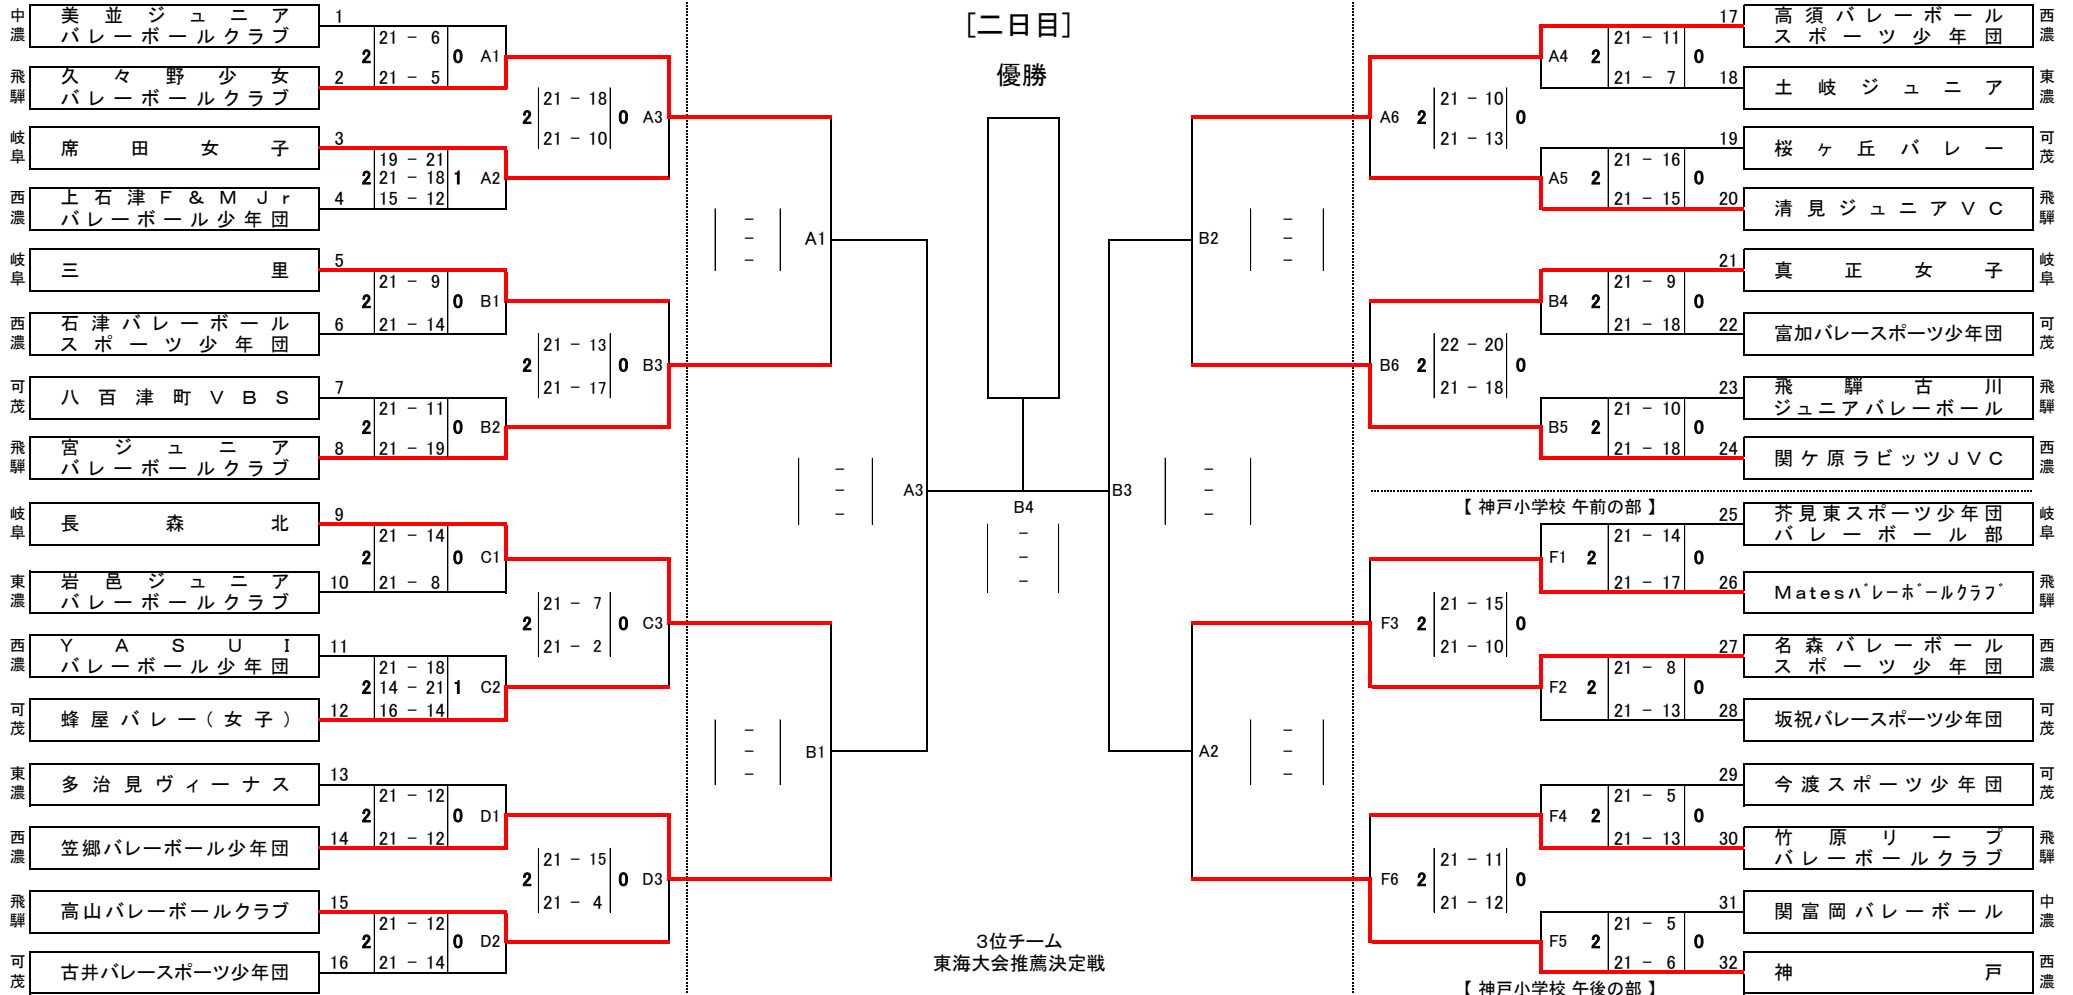 [二日目]
優勝
中濃 美並ジュニア バレーボールクラブ 1
21 － 6
2 0 A1
21 － 5
飛騨 久々野少女 バレーボールクラブ 2
21 － 18
2 0 A3
21 － 10
岐阜 席田女子 3
19 － 21
2 21 － 18 1 A2
15 － 12
西濃 上石津F＆MJr バレーボール少年団 4
－
－ A1
－
岐阜 三里 5
21 － 9
2 0 B1
21 － 14
西濃 石津バレーボール スポーツ少年団 6
21 － 13
2 0 B3
21 － 17
可茂 八百津町VBS 7
21 － 11
2 0 B2
21 － 19
飛騨 宮ジュニア バレーボールクラブ 8
－
－ A3
－
岐阜 長森北 9
21 － 14
2 0 C1
21 － 8
東濃 岩邑ジュニア バレーボールクラブ 10
21 － 7
2 0 C3
21 － 2
西濃 YASUI バレーボール少年団 11
21 － 18
2 14 － 21 1 C2
16 － 14
可茂 蜂屋バレー(女子) 12
－
－ B1
－
東濃 多治見ヴィーナス 13
21 － 12
2 0 D1
21 － 12
西濃 笠郷バレーボール少年団 14
21 － 15
2 0 D3
21 － 4
飛騨 高山バレーボールクラブ 15
21 － 12
2 0 D2
21 － 14
可茂 古井バレースポーツ少年団 16
B4
－
－
－
3位チーム
東海大会推薦決定戦
17 高須バレーボール スポーツ少年団 西濃
21 － 11
A4 2 0
21 － 7
18 土岐ジュニア 東濃
21 － 10
A6 2 0
21 － 13
19 桜ヶ丘バレー 可茂
21 － 16
A5 2 0
21 － 15
20 清見ジュニアVC 飛騨
－
B2 －
－
21 真正女子 岐阜
21 － 9
B4 2 0
21 － 18
22 富加バレースポーツ少年団 可茂
22 － 20
B6 2 0
21 － 18
23 飛騨古川 ジュニアバレーボール 飛騨
21 － 10
B5 2 0
21 － 18
24 関ケ原ラビッツJVC 西濃
－
B3 －
－
【 神戸小学校 午前の部 】
25 芥見東スポーツ少年団 バレーボール部 岐阜
21 － 14
F1 2 0
21 － 17
26 Matesﾊﾞﾚｰﾎﾞｰﾙｸﾗﾌﾞ 飛騨
21 － 15
F3 2 0
21 － 10
27 名森バレーボール スポーツ少年団 西濃
21 － 8
F2 2 0
21 － 13
28 坂祝バレースポーツ少年団 可茂
－
A2 －
－
29 今渡スポーツ少年団 可茂
21 － 5
F4 2 0
21 － 13
30 竹原リープ バレーボールクラブ 飛騨
21 － 11
F6 2 0
21 － 12
31 関富岡バレーボール 中濃
21 － 5
F5 2 0
21 － 6
32 神戸 西濃
【 神戸小学校 午後の部 】